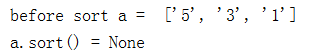 before sort a =  ['5', '3', '1']
a.sort() = None